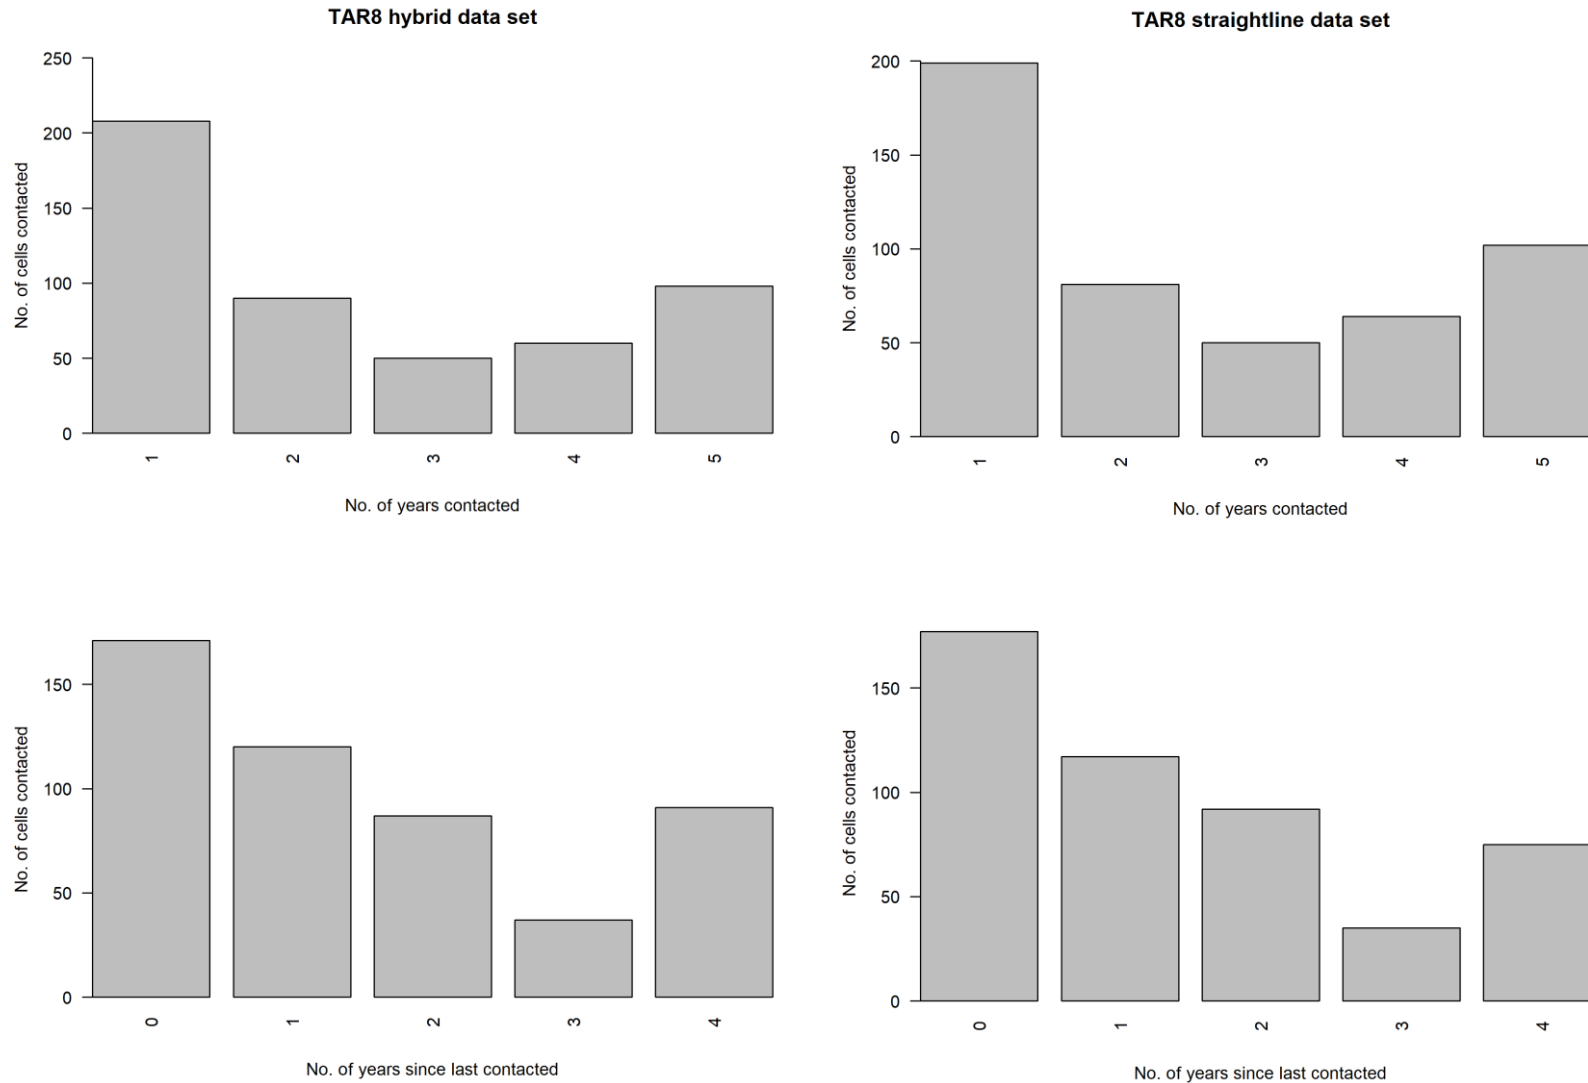 TAR8 hybrid data set
250
200
150
100
50
0
No. of cells contacted
1 2 3 4 5
No. of years contacted
TAR8 straightline data set
200
150
100
50
0
No. of cells contacted
1 2 3 4 5
No. of years contacted
150
100
50
0
No. of cells contacted
0 1 2 3 4
No. of years since last contacted
150
100
50
0
No. of cells contacted
0 1 2 3 4
No. of years since last contacted